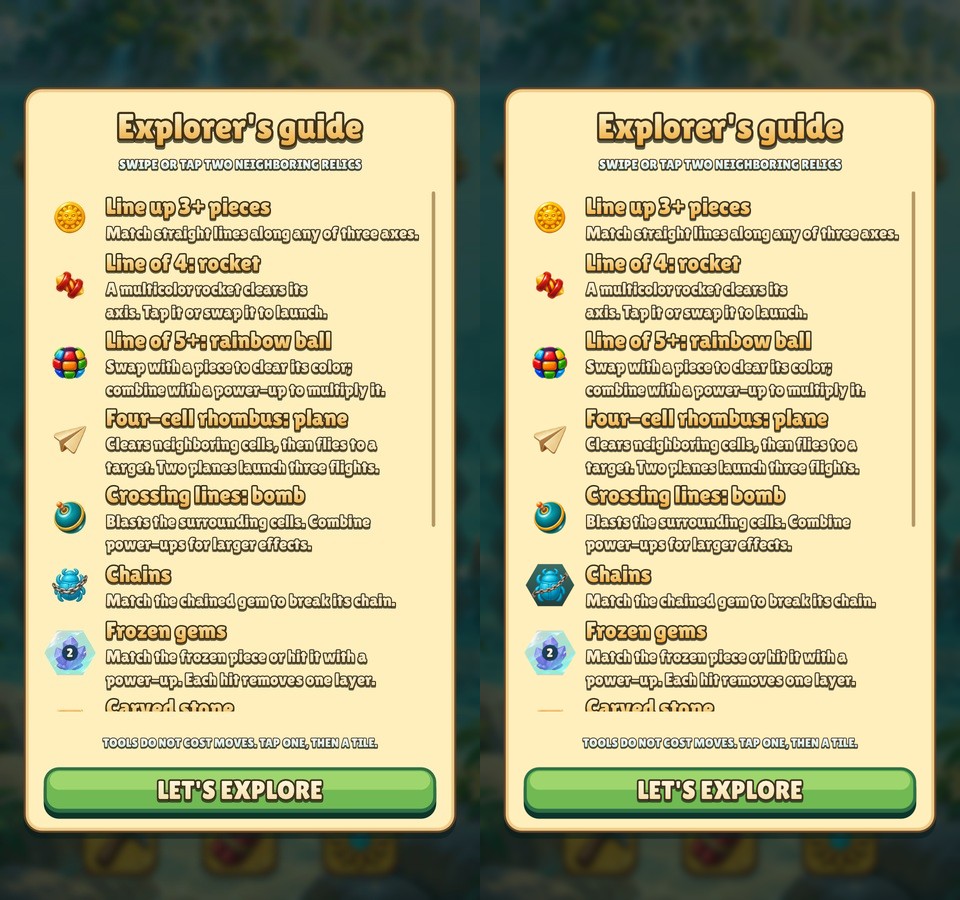 Explorer's guide
SWIPE OR TAP TWO NEIGHBORING RELICS
Line up 3+ pieces
Match straight lines along any of three axes.
Line of 4: rocket
A multicolor rocket clears its
axis. Tap it or swap it to launch.
Line of 5+: rainbow ball
Swap with a piece to clear its color;
combine with a power-up to multiply it.
Four-cell rhombus: plane
Clears neighboring cells, then flies to a
target. Two planes launch three flights.
Crossing lines: bomb
Blasts the surrounding cells. Combine
power-ups for larger effects.
Chains
Match the chained gem to break its chain.
2
Frozen gems
Match the frozen piece or hit it with a
power-up. Each hit removes one layer.
Carved stone
TOOLS DO NOT COST MOVES. TAP ONE, THEN A TILE.
LET'S EXPLORE
Explorer's guide
SWIPE OR TAP TWO NEIGHBORING RELICS
Line up 3+ pieces
Match straight lines along any of three axes.
Line of 4: rocket
A multicolor rocket clears its
axis. Tap it or swap it to launch.
Line of 5+: rainbow ball
Swap with a piece to clear its color;
combine with a power-up to multiply it.
Four-cell rhombus: plane
Clears neighboring cells, then flies to a
target. Two planes launch three flights.
Crossing lines: bomb
Blasts the surrounding cells. Combine
power-ups for larger effects.
Chains
Match the chained gem to break its chain.
2
Frozen gems
Match the frozen piece or hit it with a
power-up. Each hit removes one layer.
Carved stone
TOOLS DO NOT COST MOVES. TAP ONE, THEN A TILE.
LET'S EXPLORE